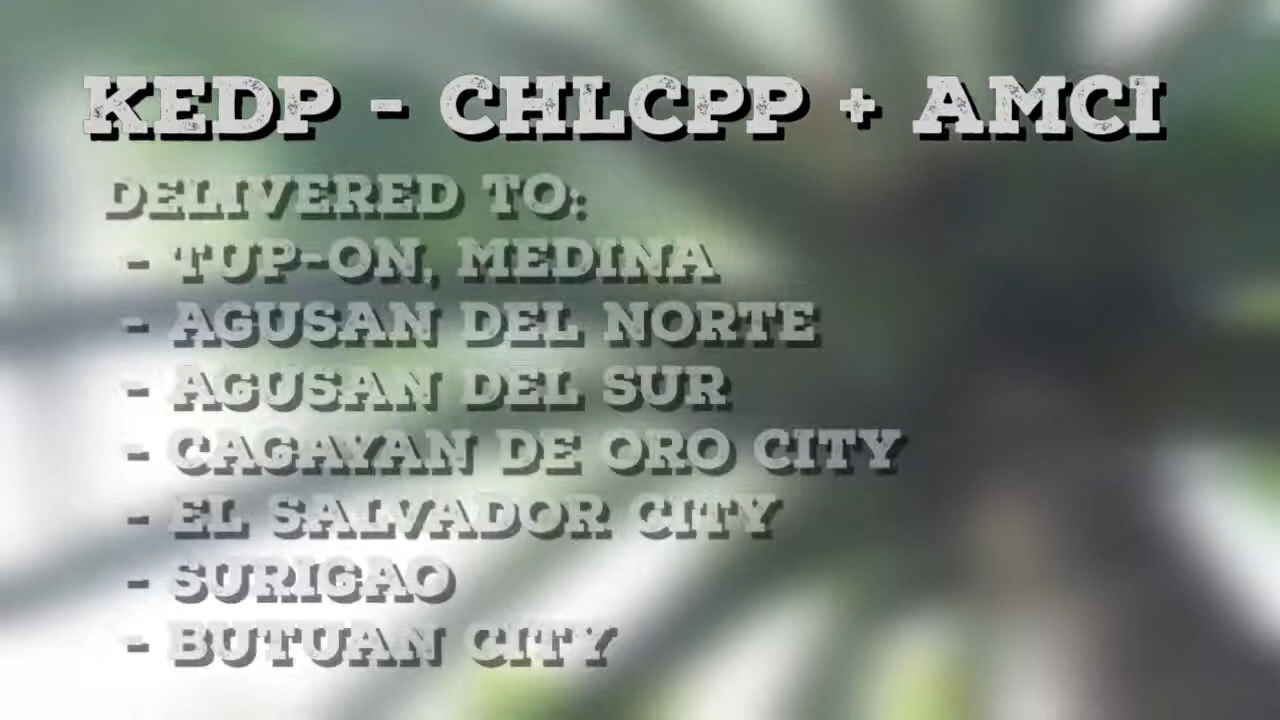 KEDP - CHLCPP + AMCI
DELIVERED TO:
- TUP-ON, MEDINA
- AGUSAN DEL NORTE
- AGUSAN DEL SUR
- CAGAYAN DE ORO CITY
- EL SALVADOR CITY
- SURIGAO
- BUTUAN CITY